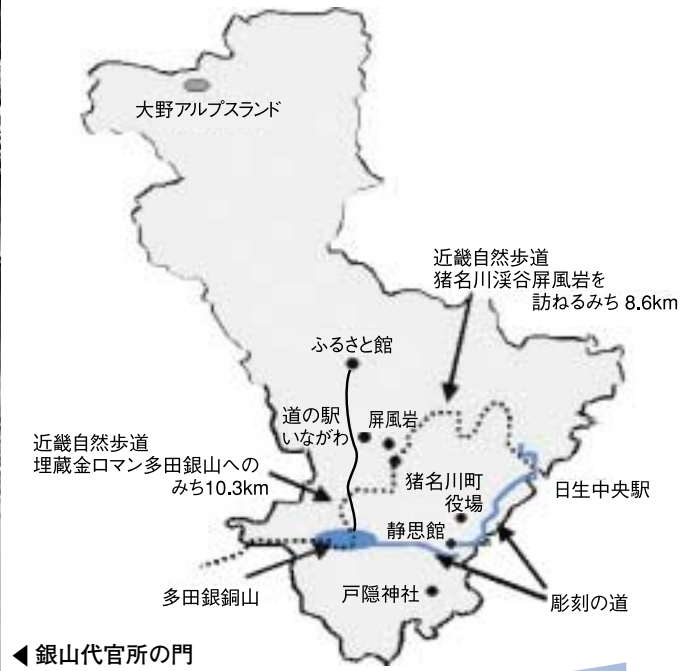 大野アルプスランド
近畿自然歩道
猪名川渓谷屏風岩を
訪ねるみち 8.6km
ふるさと館
道の駅
いながわ
屏風岩
近畿自然歩道
埋蔵金ロマン多田銀山への
みち10.3km
猪名川町
役場
日生中央駅
静思館
多田銀銅山
戸隠神社
彫刻の道
◀ 銀山代官所の門